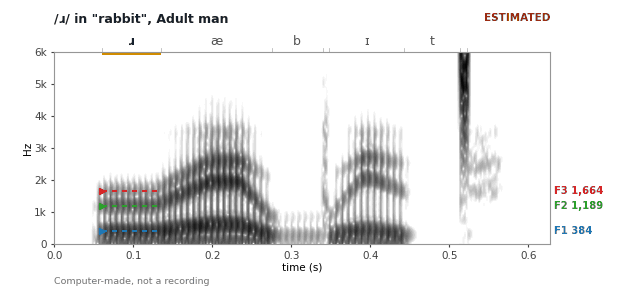 /ɹ/ in "rabbit", Adult man
ESTIMATED
ɹ æ b ɪ t
6k
5k
4k
3k
2k
1k
0
Hz
F3 1,664
F2 1,189
F1 384
0.0 0.1 0.2 0.3 0.4 0.5 0.6
time (s)
Computer-made, not a recording